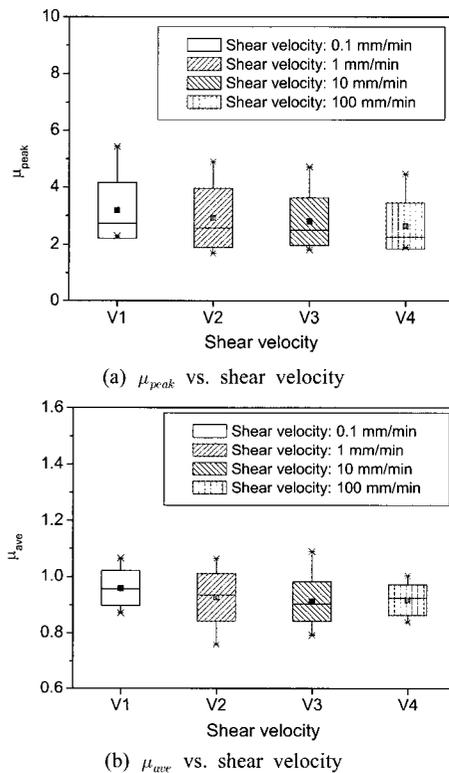 10
8
6
4
2
0
μpeak
Shear velocity: 0.1 mm/min
Shear velocity: 1 mm/min
Shear velocity: 10 mm/min
Shear velocity: 100 mm/min
V1 V2 V3 V4
Shear velocity
(a) μpeak vs. shear velocity
1.6
1.4
1.2
1.0
0.8
0.6
μave
Shear velocity: 0.1 mm/min
Shear velocity: 1 mm/min
Shear velocity: 10 mm/min
Shear velocity: 100 mm/min
V1 V2 V3 V4
Shear velocity
(b) μave vs. shear velocity